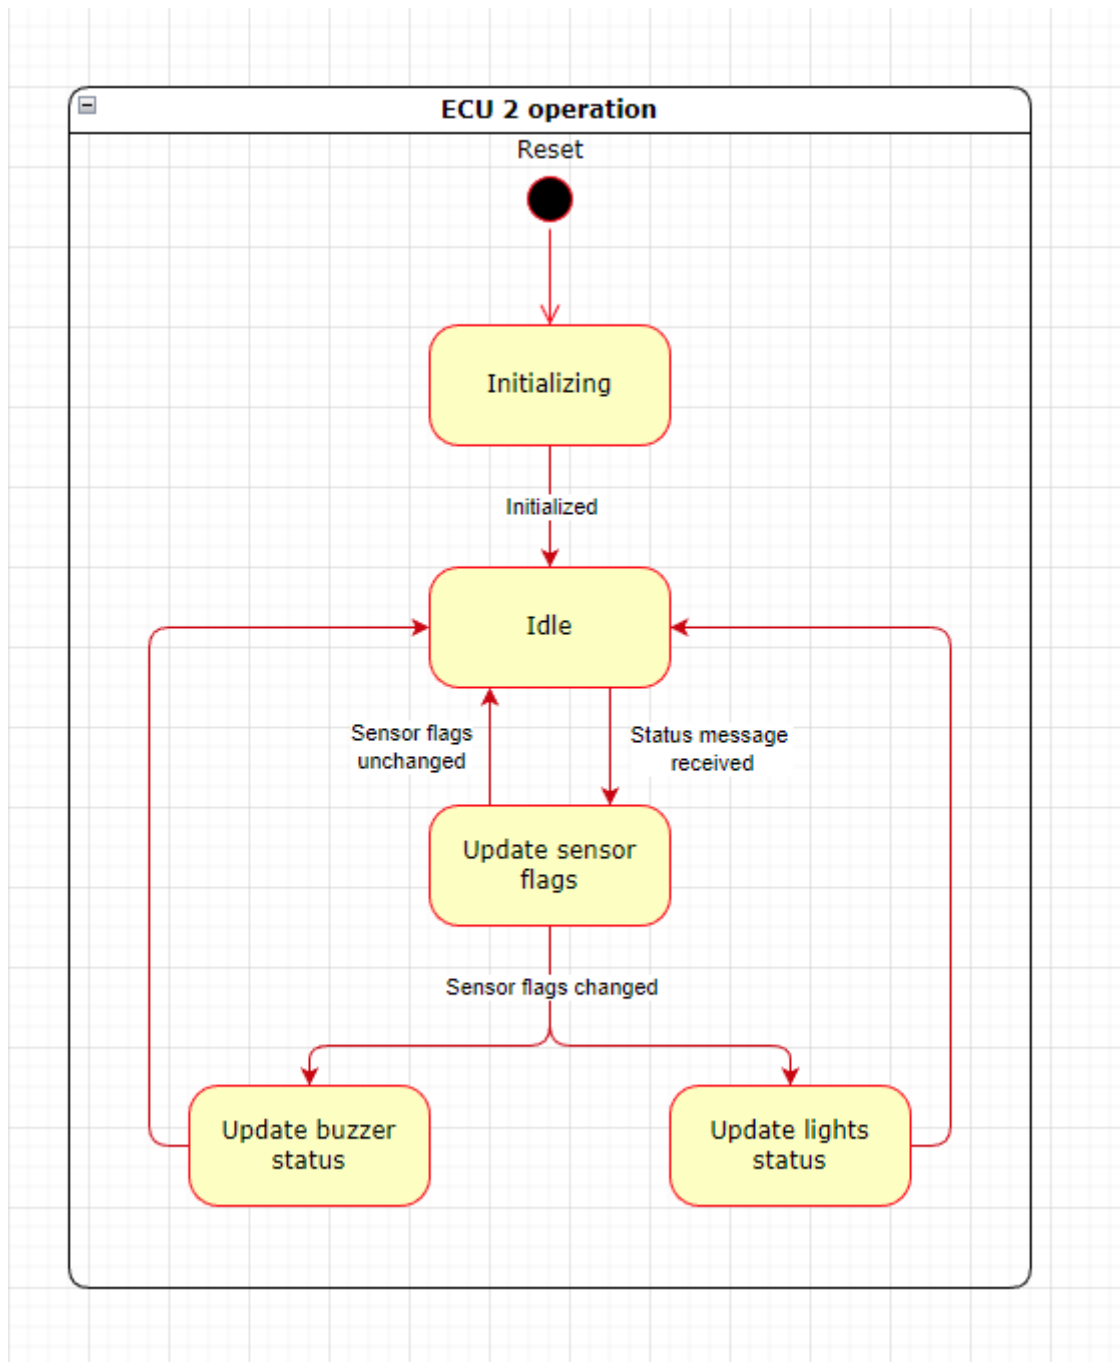 ECU 2 operation
Reset
Initializing
Initialized
Idle
Sensor flags
unchanged
Status message
received
Update sensor
flags
Sensor flags changed
Update buzzer
status
Update lights
status